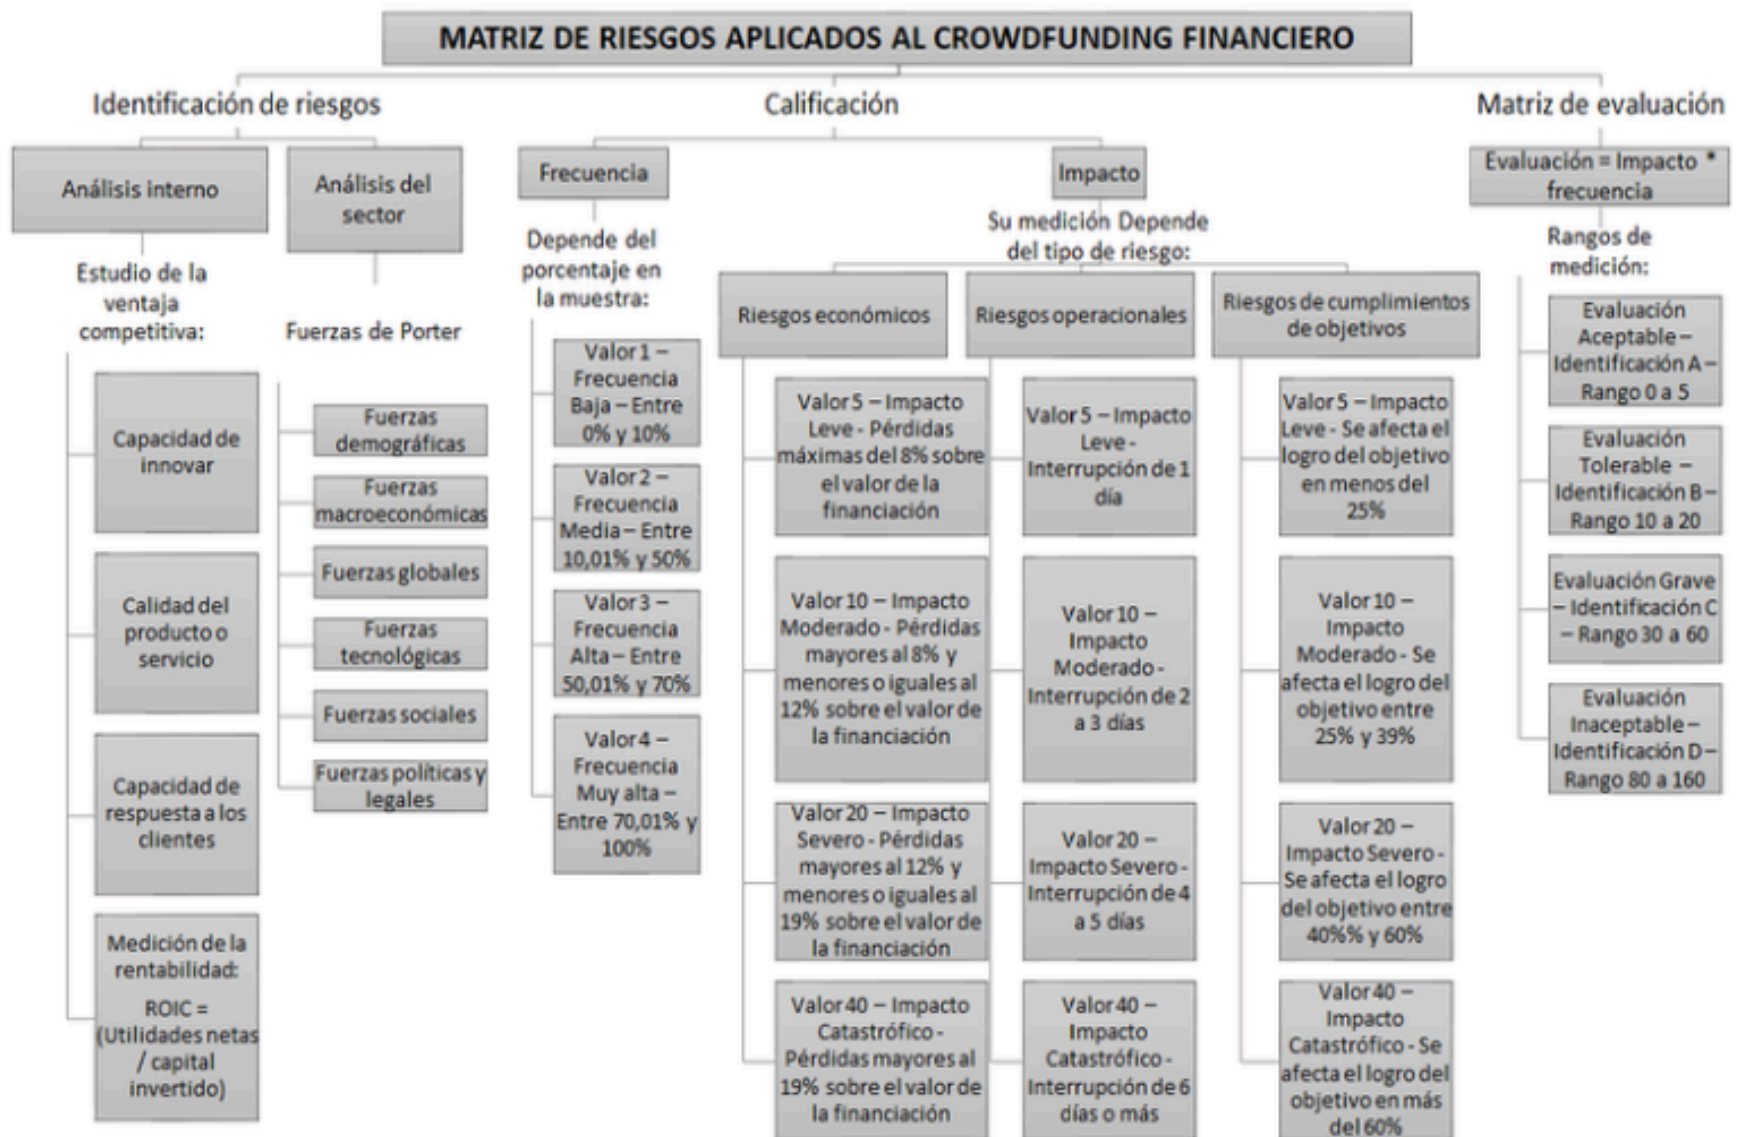 MATRIZ DE RIESGOS APLICADOS AL CROWDFUNDING FINANCIERO
Identificación de riesgos
Análisis interno
Estudio de la
ventaja
competitiva:
Capacidad de
innovar
Calidad del
producto o
servicio
Capacidad de
respuesta a los
clientes
Medición de la
rentabilidad:
ROIC =
(Utilidades netas
/ capital
invertido)
Análisis del
sector
Fuerzas de Porter
Fuerzas
demográficas
Fuerzas
macroeconómicas
Fuerzas globales
Fuerzas
tecnológicas
Fuerzas sociales
Fuerzas políticas y
legales
Calificación
Frecuencia
Depende del
porcentaje en
la muestra:
Valor 1 –
Frecuencia
Baja – Entre
0% y 10%
Valor 2 –
Frecuencia
Media – Entre
10,01% y 50%
Valor 3 –
Frecuencia
Alta – Entre
50,01% y 70%
Valor 4 –
Frecuencia
Muy alta –
Entre 70,01% y
100%
Impacto
Su medición Depende
del tipo de riesgo:
Riesgos económicos
Valor 5 – Impacto
Leve - Pérdidas
máximas del 8% sobre
el valor de la
financiación
Valor 10 – Impacto
Moderado - Pérdidas
mayores al 8% y
menores o iguales al
12% sobre el valor de
la financiación
Valor 20 – Impacto
Severo - Pérdidas
mayores al 12% y
menores o iguales al
19% sobre el valor de
la financiación
Valor 40 – Impacto
Catastrófico -
Pérdidas mayores al
19% sobre el valor de
la financiación
Riesgos operacionales
Valor 5 – Impacto
Leve -
Interrupción de 1
día
Valor 10 –
Impacto
Moderado -
Interrupción de 2
a 3 días
Valor 20 –
Impacto Severo -
Interrupción de 4
a 5 días
Valor 40 –
Impacto
Catastrófico -
Interrupción de 6
días o más
Riesgos de cumplimientos
de objetivos
Valor 5 – Impacto
Leve - Se afecta el
logro del objetivo
en menos del
25%
Valor 10 –
Impacto
Moderado - Se
afecta el logro del
objetivo entre
25% y 39%
Valor 20 –
Impacto Severo -
Se afecta el logro
del objetivo entre
40%% y 60%
Valor 40 –
Impacto
Catastrófico - Se
afecta el logro del
objetivo en más
del 60%
Matriz de evaluación
Evaluación = Impacto *
frecuencia
Rangos de
medición:
Evaluación
Aceptable –
Identificación A –
Rango 0 a 5
Evaluación
Tolerable –
Identificación B –
Rango 10 a 20
Evaluación Grave
– Identificación C
– Rango 30 a 60
Evaluación
Inaceptable –
Identificación D –
Rango 80 a 160